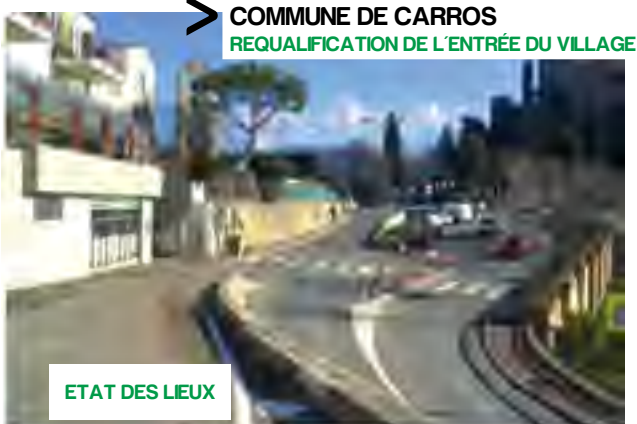 > COMMUNE DE CARROS
REQUALIFICATION DE L´ENTRÉE DU VILLAGE
ETAT DES LIEUX